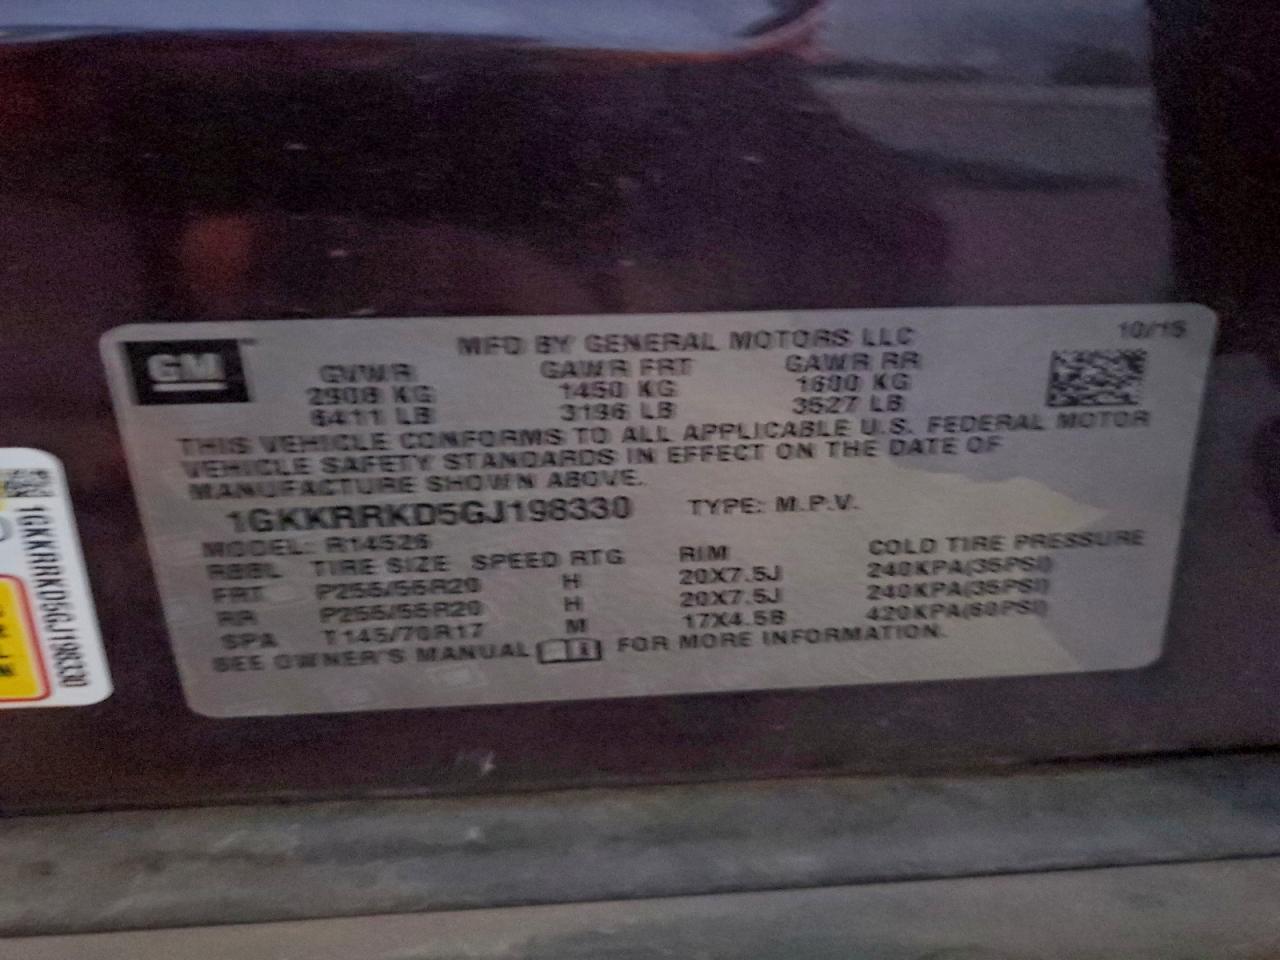 GM
MFD BY GENERAL MOTORS LLC
10/15
GVWR GAWR FRT GAWR RR
2908 KG 1450 KG 1600 KG
6411 LB 3196 LB 3527 LB
THIS VEHICLE CONFORMS TO ALL APPLICABLE U.S. FEDERAL MOTOR
VEHICLE SAFETY STANDARDS IN EFFECT ON THE DATE OF
MANUFACTURE SHOWN ABOVE.
1GKKRRKD5GJ198330 TYPE: M.P.V.
MODEL: R14526
TIRE SIZE SPEED RTG RIM COLD TIRE PRESSURE
FRT P255/55R20 H 20X7.5J 240KPA(35PSI)
RR P255/55R20 H 20X7.5J 240KPA(35PSI)
SPA T145/70R17 M 17X4.5B 420KPA(60PSI)
SEE OWNER'S MANUAL FOR MORE INFORMATION.
1GKKRRKD5GJ198330